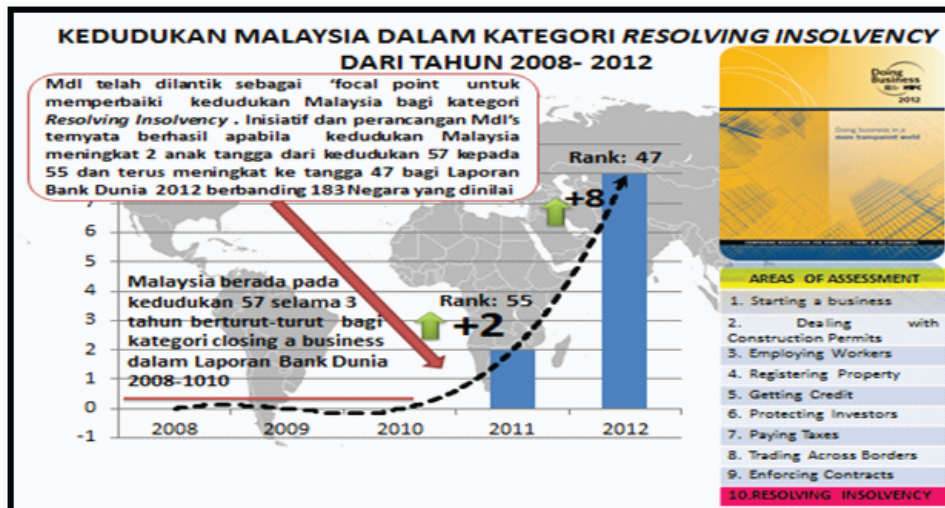 KEDUDUKAN MALAYSIA DALAM KATEGORI RESOLVING INSOLVENCY
DARI TAHUN 2008- 2012
MdI telah dilantik sebagai 'focal point untuk
memperbaiki kedudukan Malaysia bagi kategori
Resolving Insolvency . Inisiatif dan perancangan MdI's
ternyata berhasil apabila kedudukan Malaysia
meningkat 2 anak tangga dari kedudukan 57 kepada
55 dan terus meningkat ke tangga 47 bagi Laporan
Bank Dunia 2012 berbanding 183 Negara yang dinilai
Rank: 47
+8
Malaysia berada pada
kedudukan 57 selama 3
tahun berturut-turut bagi
kategori closing a business
dalam Laporan Bank Dunia
2008-1010
Rank: 55
+2
7
6
5
4
3
2
1
0
-1
2008 2009 2010 2011 2012
Doing
Business
2012
Doing business in a
more transparent world
AREAS OF ASSESSMENT
1. Starting a business
2. Dealing with
Construction Permits
3. Employing Workers
4. Registering Property
5. Getting Credit
6. Protecting Investors
7. Paying Taxes
8. Trading Across Borders
9. Enforcing Contracts
10.RESOLVING INSOLVENCY